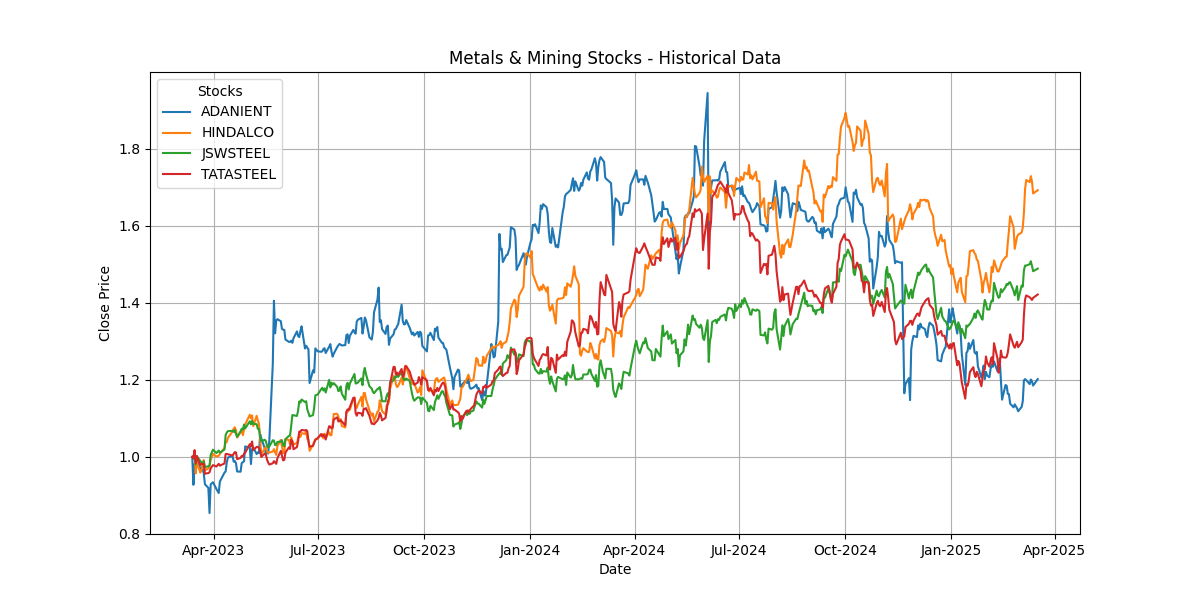 Metals & Mining Stocks - Historical Data
Stocks
ADANIENT
HINDALCO
JSWSTEEL
TATASTEEL
Close Price
1.8
1.6
1.4
1.2
1.0
0.8
Apr-2023 Jul-2023 Oct-2023 Jan-2024 Apr-2024 Jul-2024 Oct-2024 Jan-2025 Apr-2025
Date